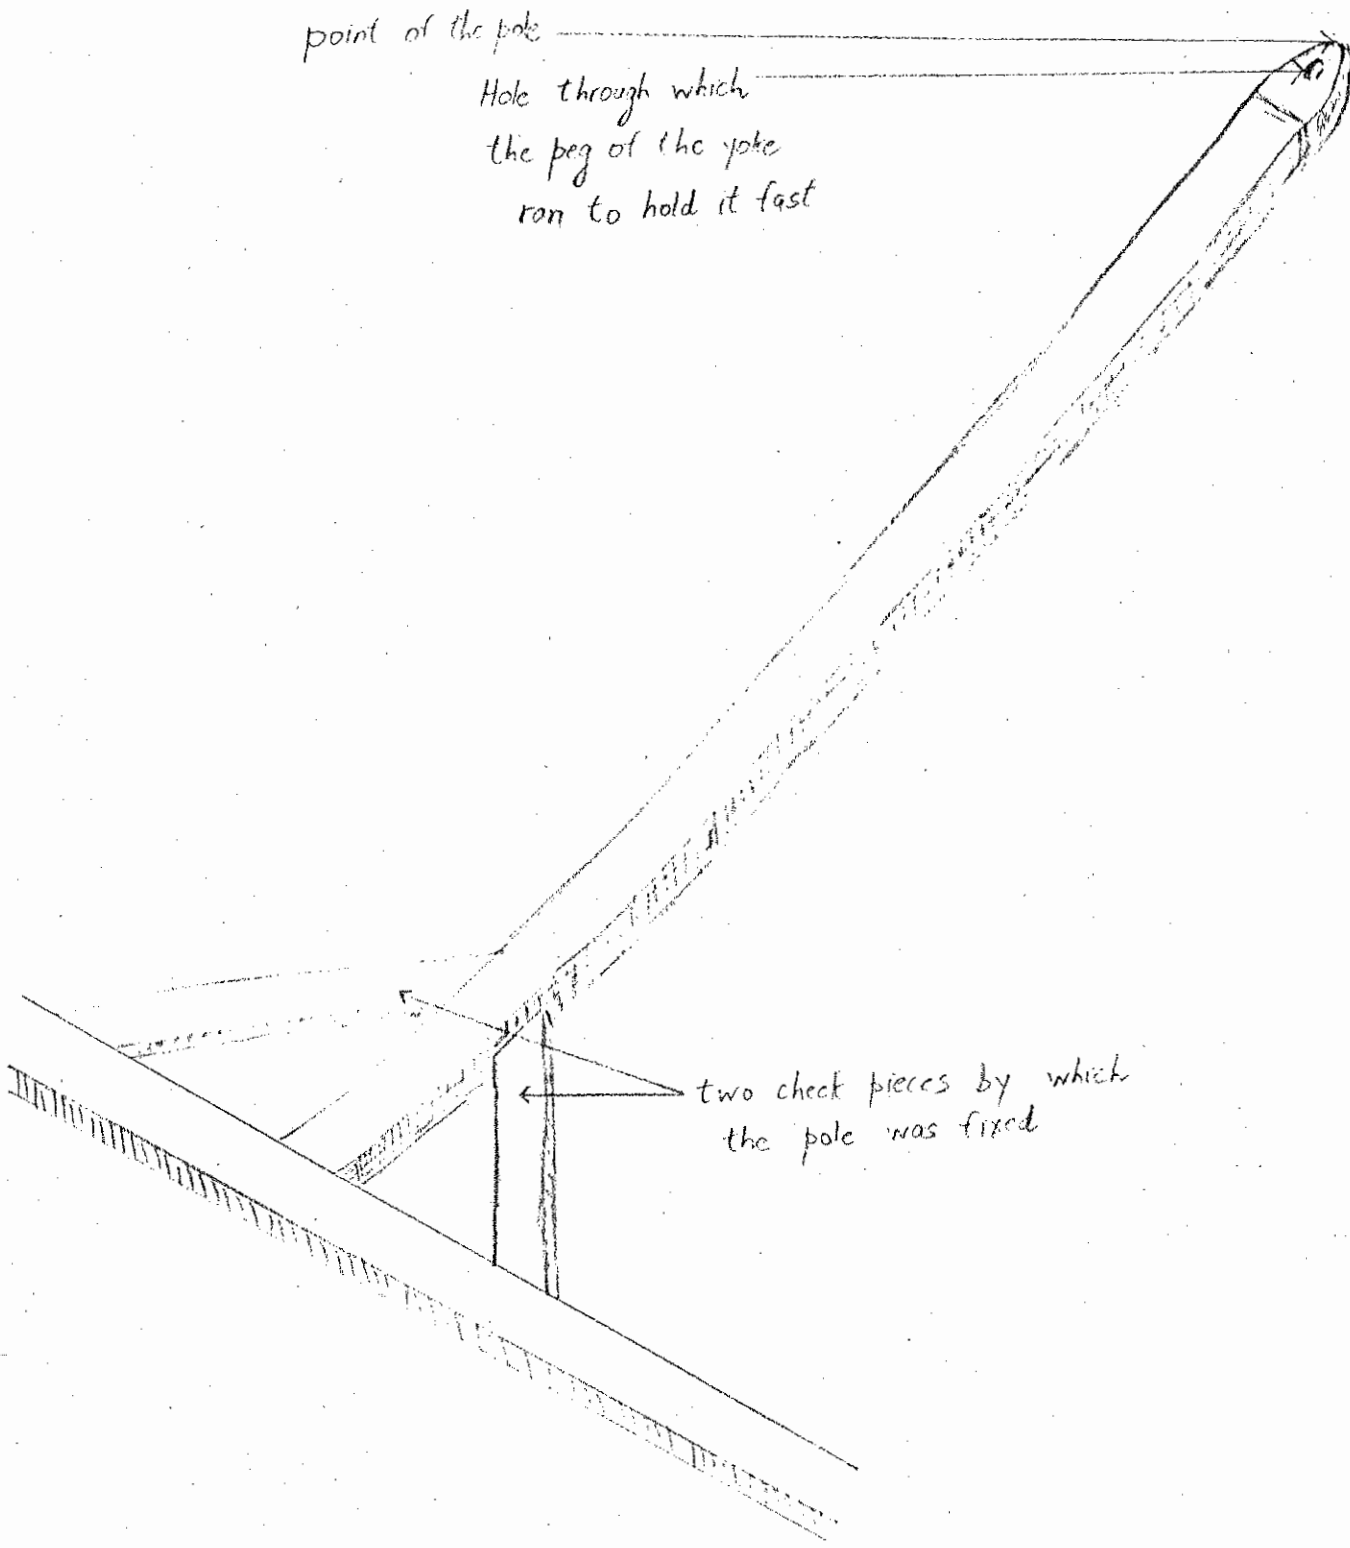 point of the pole
Hole through which
the peg of the yoke
ran to hold it fast
two cheek pieces by which
the pole was fixed